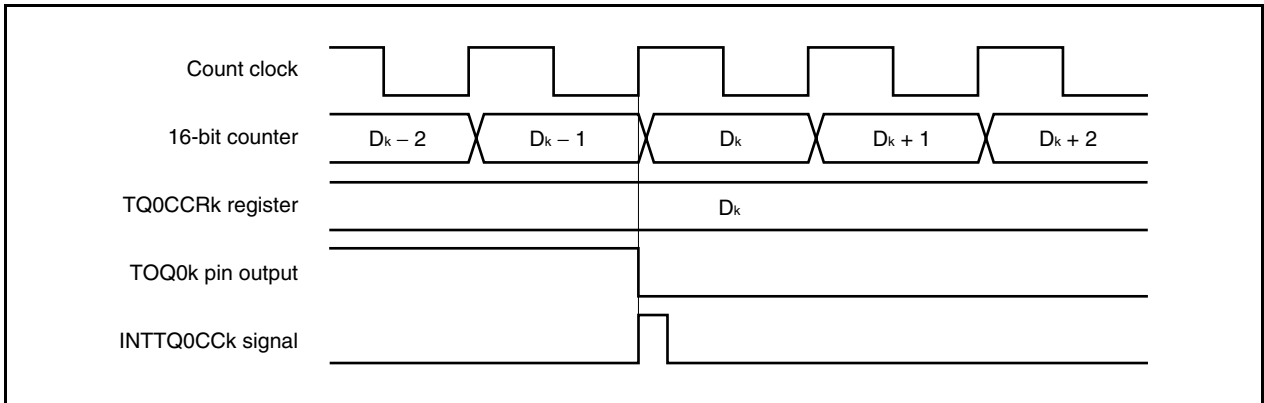 Count clock
16-bit counter
Dk – 2 Dk – 1 Dk Dk + 1 Dk + 2
TQ0CCRk register
Dk
TOQ0k pin output
INTTQ0CCk signal